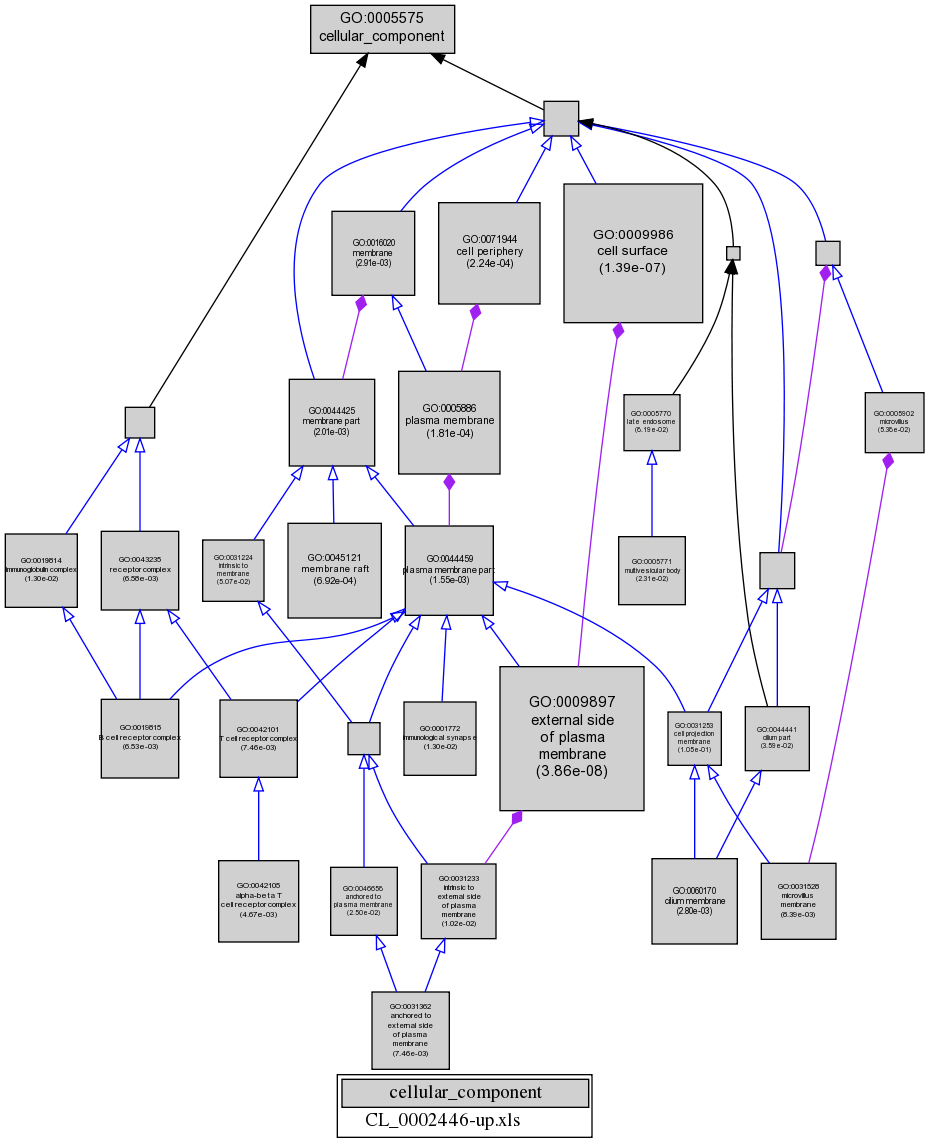 GO:0005575
cellular_component
GO:0009986
cell surface
(1.39e-07)
GO:0071944
cell periphery
(2.24e-04)
GO:0016020
membrane
(2.91e-03)
GO:0005886
plasma membrane
(1.81e-04)
GO:0044425
membrane part
(2.01e-03)
GO:0005770
late endosome
(6.19e-02)
GO:0005902
microvillus
(5.36e-02)
GO:0019814
immunoglobulin complex
(1.30e-02)
GO:0043235
receptor complex
(6.58e-03)
GO:0031224
intrinsic to
membrane
(5.07e-02)
GO:0045121
membrane raft
(6.92e-04)
GO:0044459
plasma membrane part
(1.55e-03)
GO:0005771
multivesicular body
(2.31e-02)
GO:0019815
B cell receptor complex
(6.53e-03)
GO:0042101
T cell receptor complex
(7.46e-03)
GO:0001772
immunological synapse
(1.30e-02)
GO:0009897
external side
of plasma
membrane
(3.86e-08)
GO:0031253
cell projection
membrane
(1.05e-01)
GO:0044441
cilium part
(3.59e-02)
GO:0042105
alpha-beta T
cell receptor complex
(4.67e-03)
GO:0046658
anchored to
plasma membrane
(2.50e-02)
GO:0031233
intrinsic to
external side
of plasma
membrane
(1.02e-02)
GO:0060170
cilium membrane
(2.80e-03)
GO:0031528
microvillus
membrane
(8.39e-03)
GO:0031362
anchored to
external side
of plasma
membrane
(7.46e-03)
cellular_component
CL_0002446-up.xls